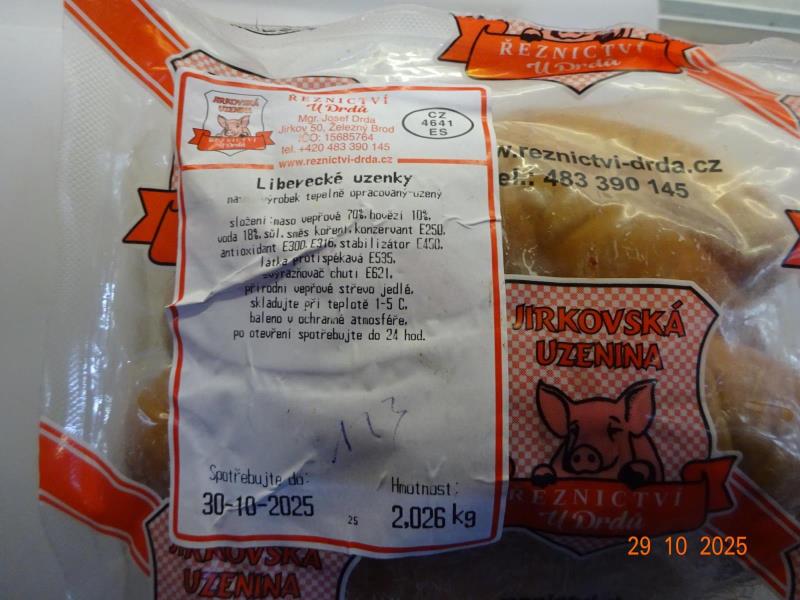 ŘEZNICTVÍ
U Drdů
JIRKOVSKÁ
UZENINA
ŘEZNICTVÍ
U Drdů
ŘEZNICTVÍ
U Drdů
Mgr. Josef Drda
Jirkov 50, Železný Brod
IČO: 15685764
tel. +420 483 390 145
www.reznictvi-drda.cz
CZ
4641
ES
w.reznictvi-drda.cz
el.: 483 390 145
Liberecké uzenky
výrobek tepelně opracovaný-uzený
složení:maso vepřové 70%,hovězí 10%,
voda 18%,sůl,směs koření,konzervant E250,
antioxidant E300,E316,stabilizátor E450,
látka protispékavá E535,
zvýrazňovač chuti E621,
přírodní vepřové střevo jedlé,
skladujte při teplotě 1-5 C,
baleno v ochranné atmosféře,
po otevření spotřebujte do 24 hod.
113
Spotřebujte do:
30-10-2025
25
Hmotnost:
2,026 kg
JIRKOVSKÁ
UZENINA
ŘEZNICTVÍ
U Drdů
JIRKOVSKÁ
UZENINA
29 10 2025